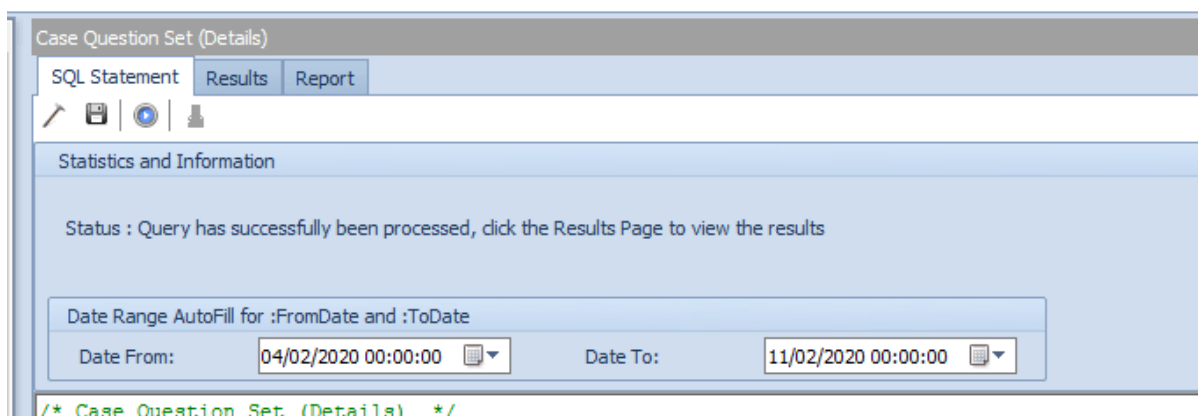 Case Question Set (Details)
SQL Statement Results Report
Statistics and Information
Status : Query has successfully been processed, click the Results Page to view the results
Date Range AutoFill for :FromDate and :ToDate
Date From: 04/02/2020 00:00:00 Date To: 11/02/2020 00:00:00
/* Case Question Set (Details) */